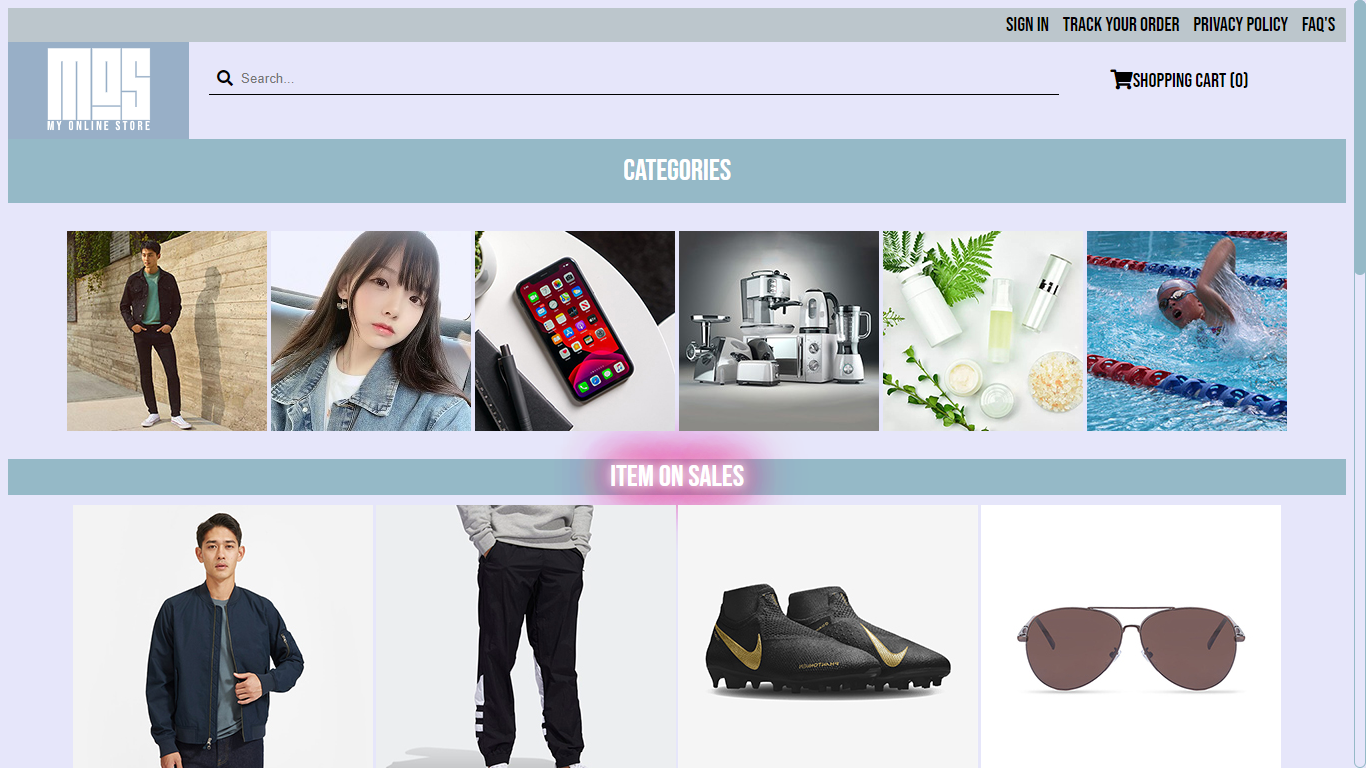 SIGN IN TRACK YOUR ORDER PRIVACY POLICY FAQ'S
MOS
MY ONLINE STORE
Search...
SHOPPING CART (0)
CATEGORIES
ITEM ON SALES